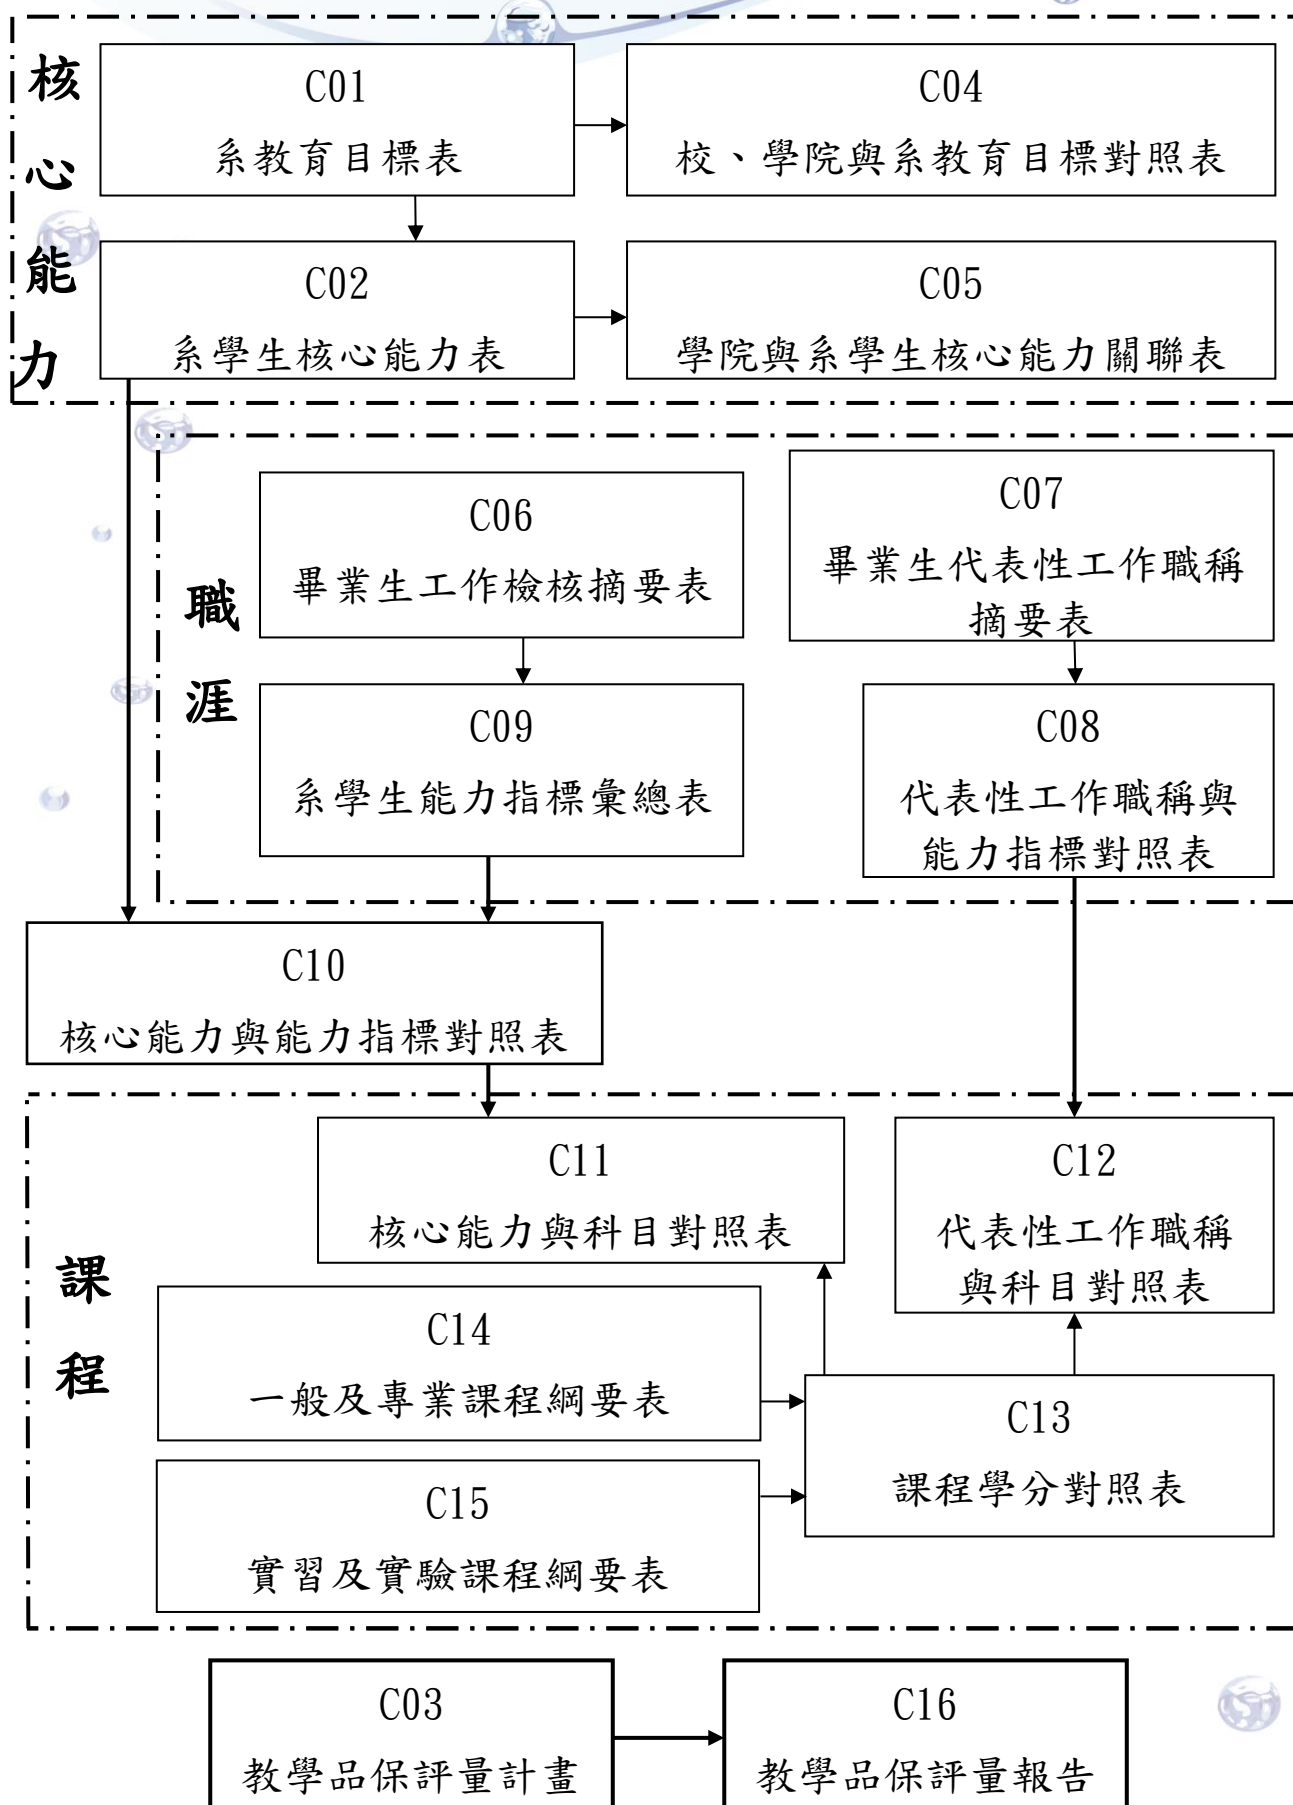 核
心
能
力
C01
系教育目標表
C04
校、學院與系教育目標對照表
C02
系學生核心能力表
C05
學院與系學生核心能力關聯表
職
涯
C06
畢業生工作檢核摘要表
C07
畢業生代表性工作職稱
摘要表
C09
系學生能力指標彙總表
C08
代表性工作職稱與
能力指標對照表
C10
核心能力與能力指標對照表
課
程
C11
核心能力與科目對照表
C12
代表性工作職稱
與科目對照表
C14
一般及專業課程綱要表
C13
課程學分對照表
C15
實習及實驗課程綱要表
C03
教學品保評量計畫
C16
教學品保評量報告